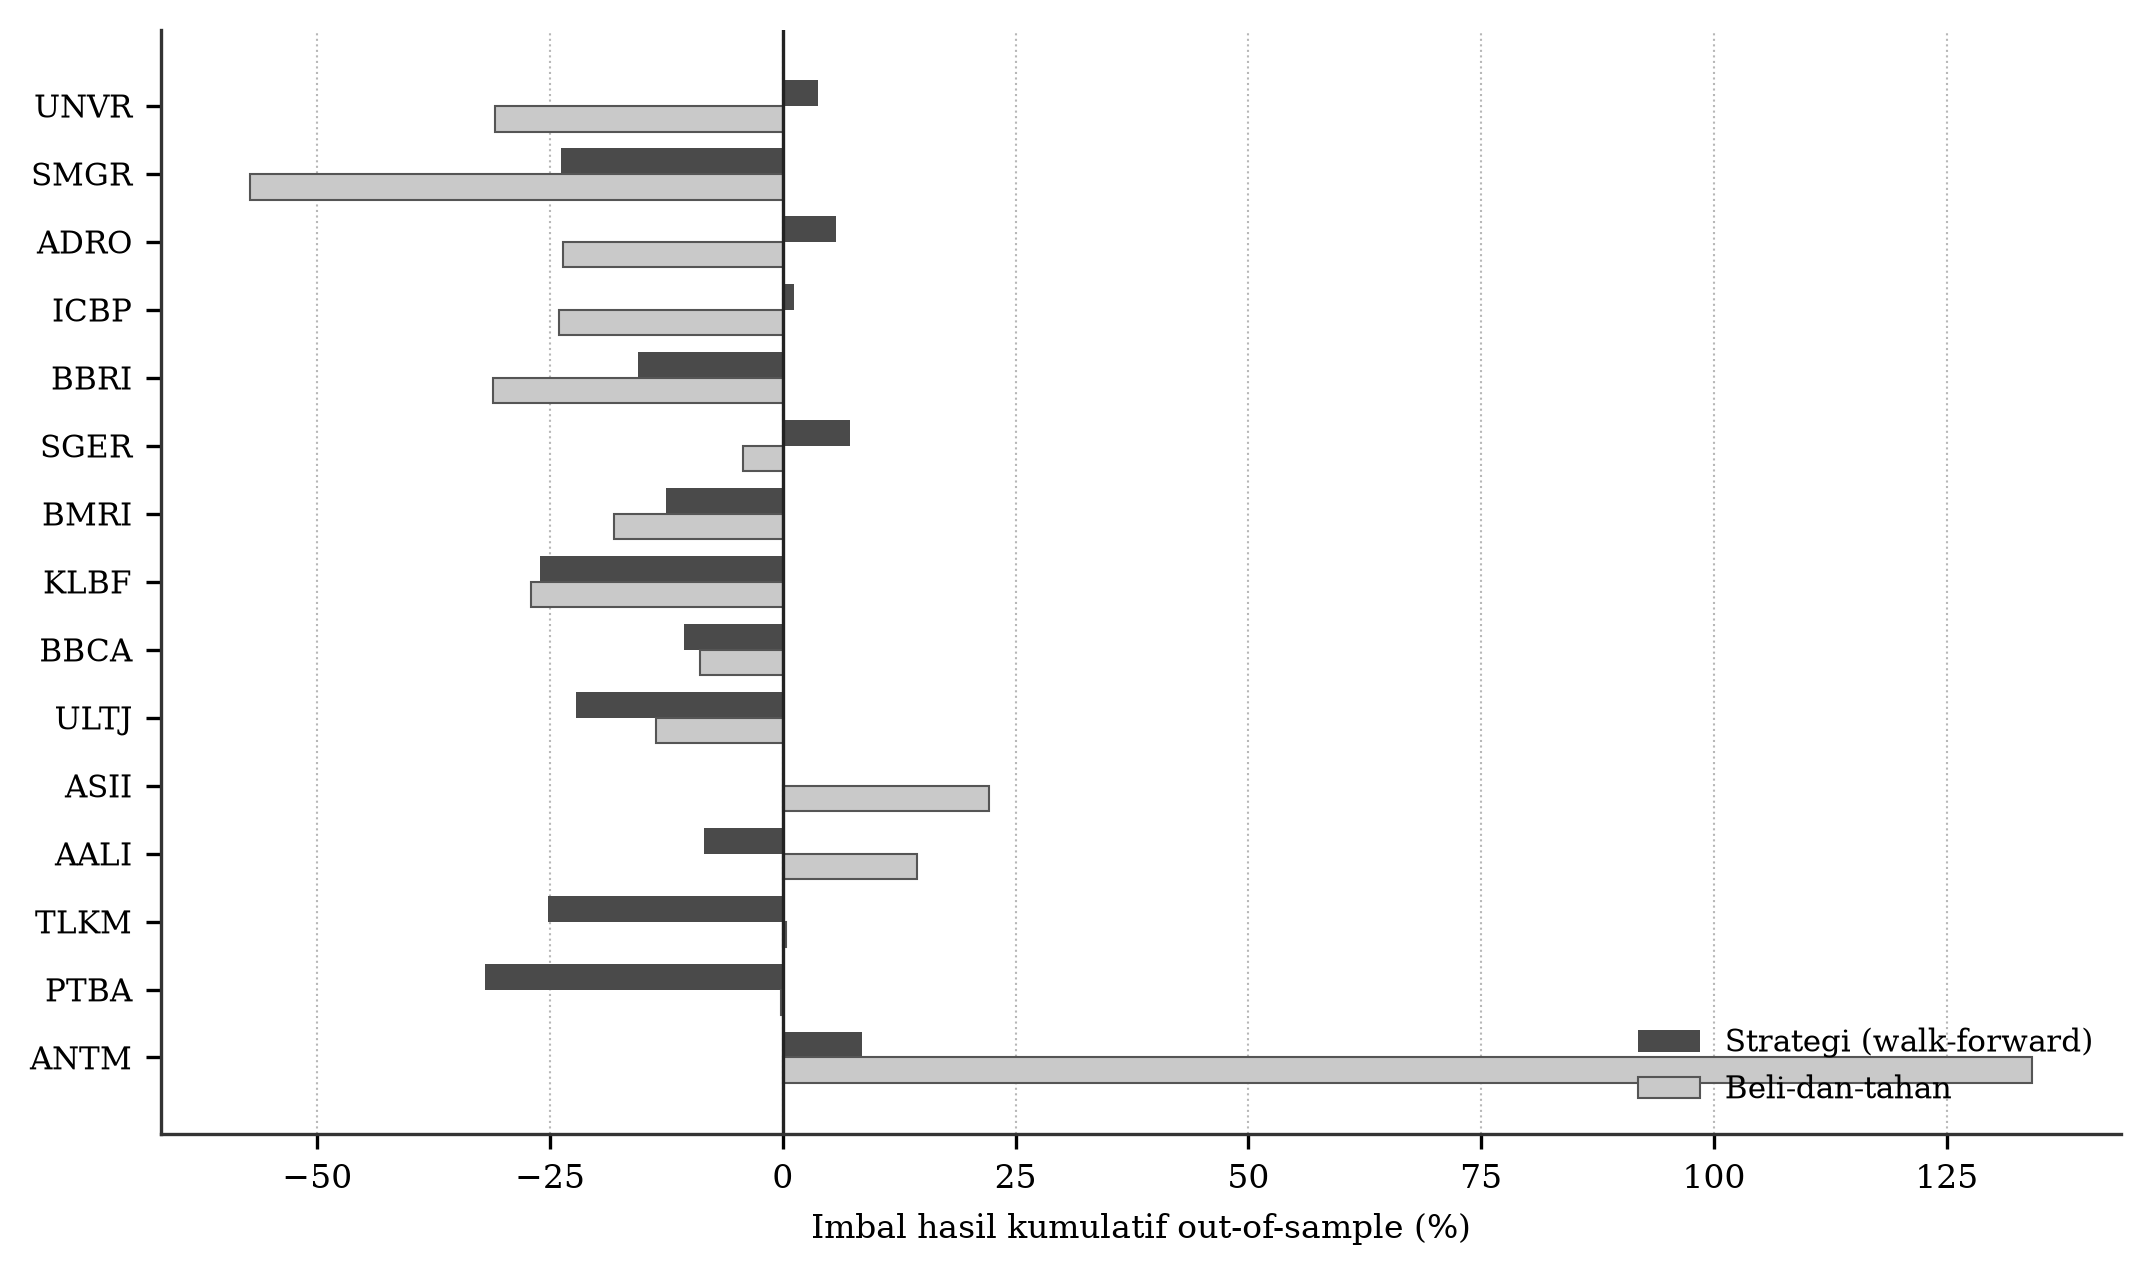 UNVR
SMGR
ADRO
ICBP
BBRI
SGER
BMRI
KLBF
BBCA
ULTJ
ASII
AALI
TLKM
PTBA
ANTM
Strategi (walk-forward)
Beli-dan-tahan
−50 −25 0 25 50 75 100 125
Imbal hasil kumulatif out-of-sample (%)